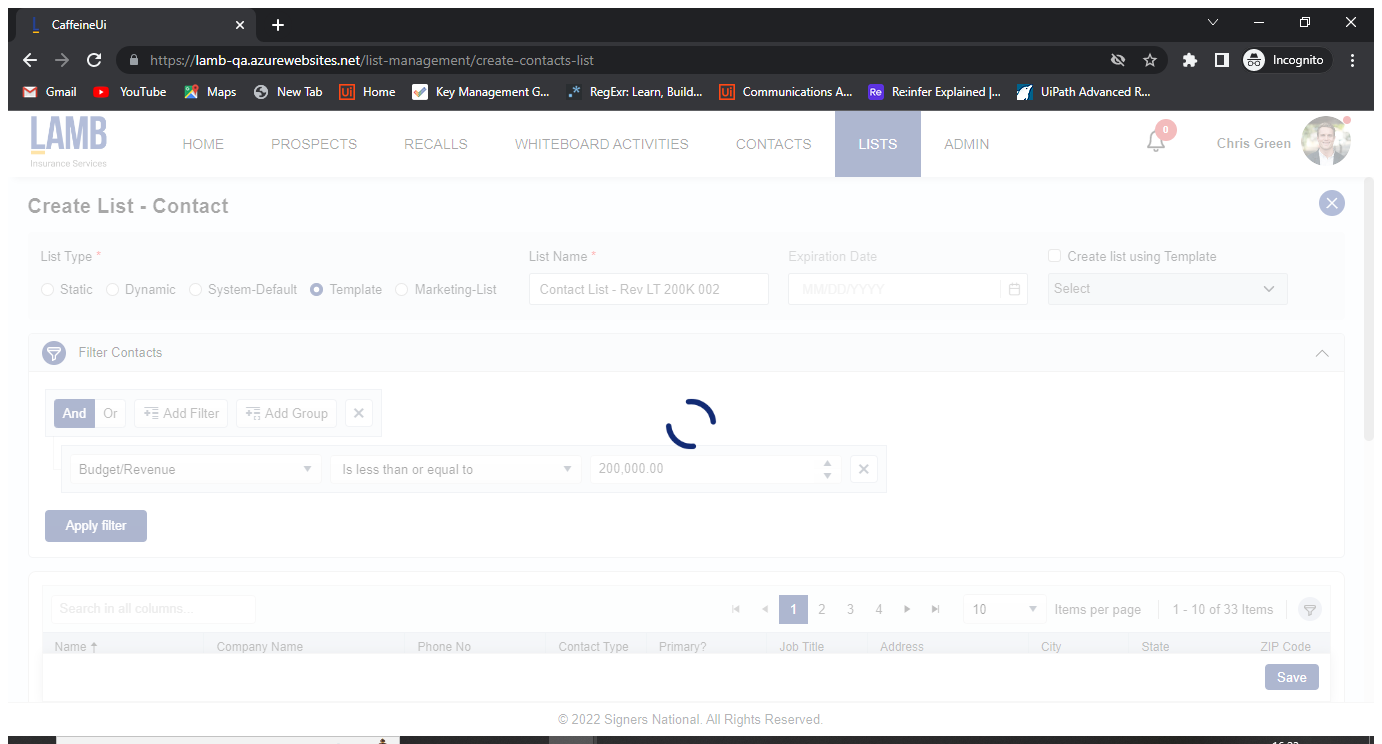 CaffeineUi
https://lamb-qa.azurewebsites.net/list-management/create-contacts-list
Incognito
Gmail YouTube Maps New Tab Home Key Management G... RegExr: Learn, Build... Communications A... Re:infer Explained |... UiPath Advanced R...
LAMB
Insurance Services
HOME PROSPECTS RECALLS WHITEBOARD ACTIVITIES CONTACTS LISTS ADMIN 0 Chris Green
Create List - Contact
List Type * List Name * Expiration Date Create list using Template
Static Dynamic System-Default Template Marketing-List Contact List - Rev LT 200K 002 MM/DD/YYYY Select
Filter Contacts
And Or Add Filter Add Group
Budget/Revenue Is less than or equal to 200,000.00
Apply filter
Search in all columns... 1 2 3 4 10 Items per page 1 - 10 of 33 Items
Name Company Name Phone No Contact Type Primary? Job Title Address City State ZIP Code
Save
© 2022 Signers National. All Rights Reserved.